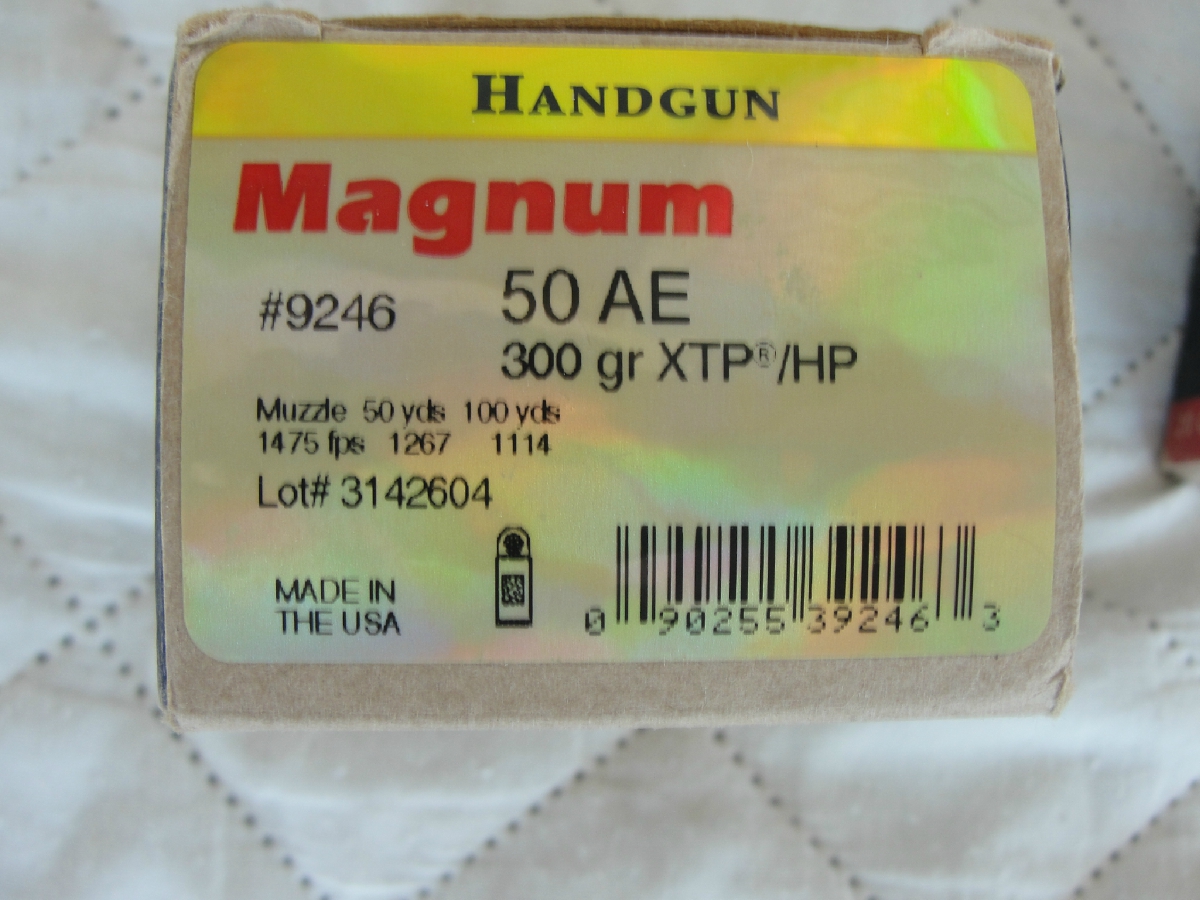 HANDGUN
Magnum
#9246
50 AE
300 gr XTP®/HP
Muzzle 50 yds 100 yds
1475 fps 1267 1114
Lot# 3142604
MADE IN
THE USA
0 90255 39246 3